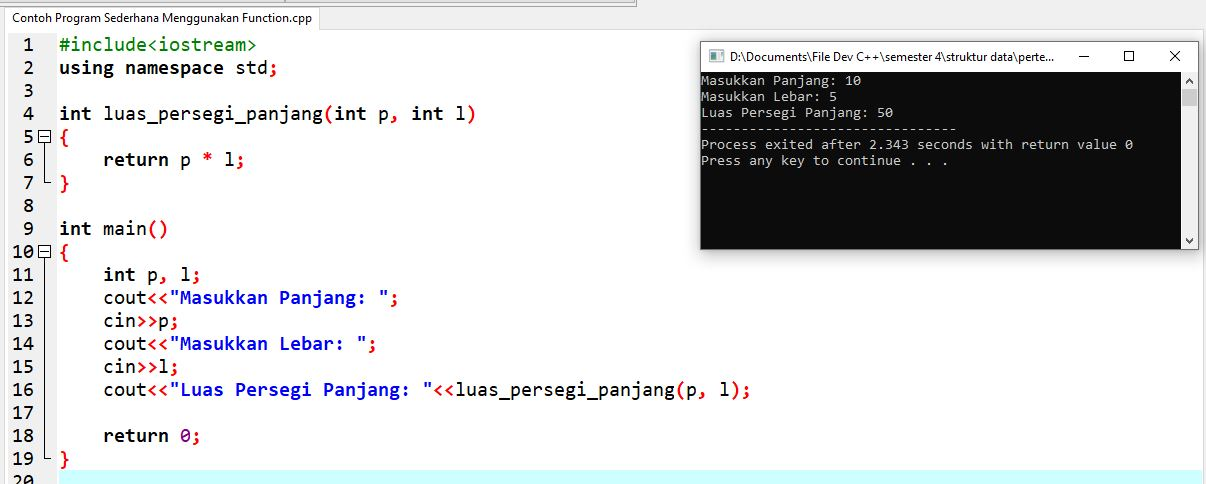 Contoh Program Sederhana Menggunakan Function.cpp
1 #include<iostream>
2 using namespace std;
3
4 int luas_persegi_panjang(int p, int l)
5 {
6 return p * l;
7 }
8
9 int main()
10 {
11 int p, l;
12 cout<<"Masukkan Panjang: ";
13 cin>>p;
14 cout<<"Masukkan Lebar: ";
15 cin>>l;
16 cout<<"Luas Persegi Panjang: "<<luas_persegi_panjang(p, l);
17
18 return 0;
19 }
20
D:\Documents\File Dev C++\semester 4\struktur data\perte...
Masukkan Panjang: 10
Masukkan Lebar: 5
Luas Persegi Panjang: 50
--------------------------------
Process exited after 2.343 seconds with return value 0
Press any key to continue . . .